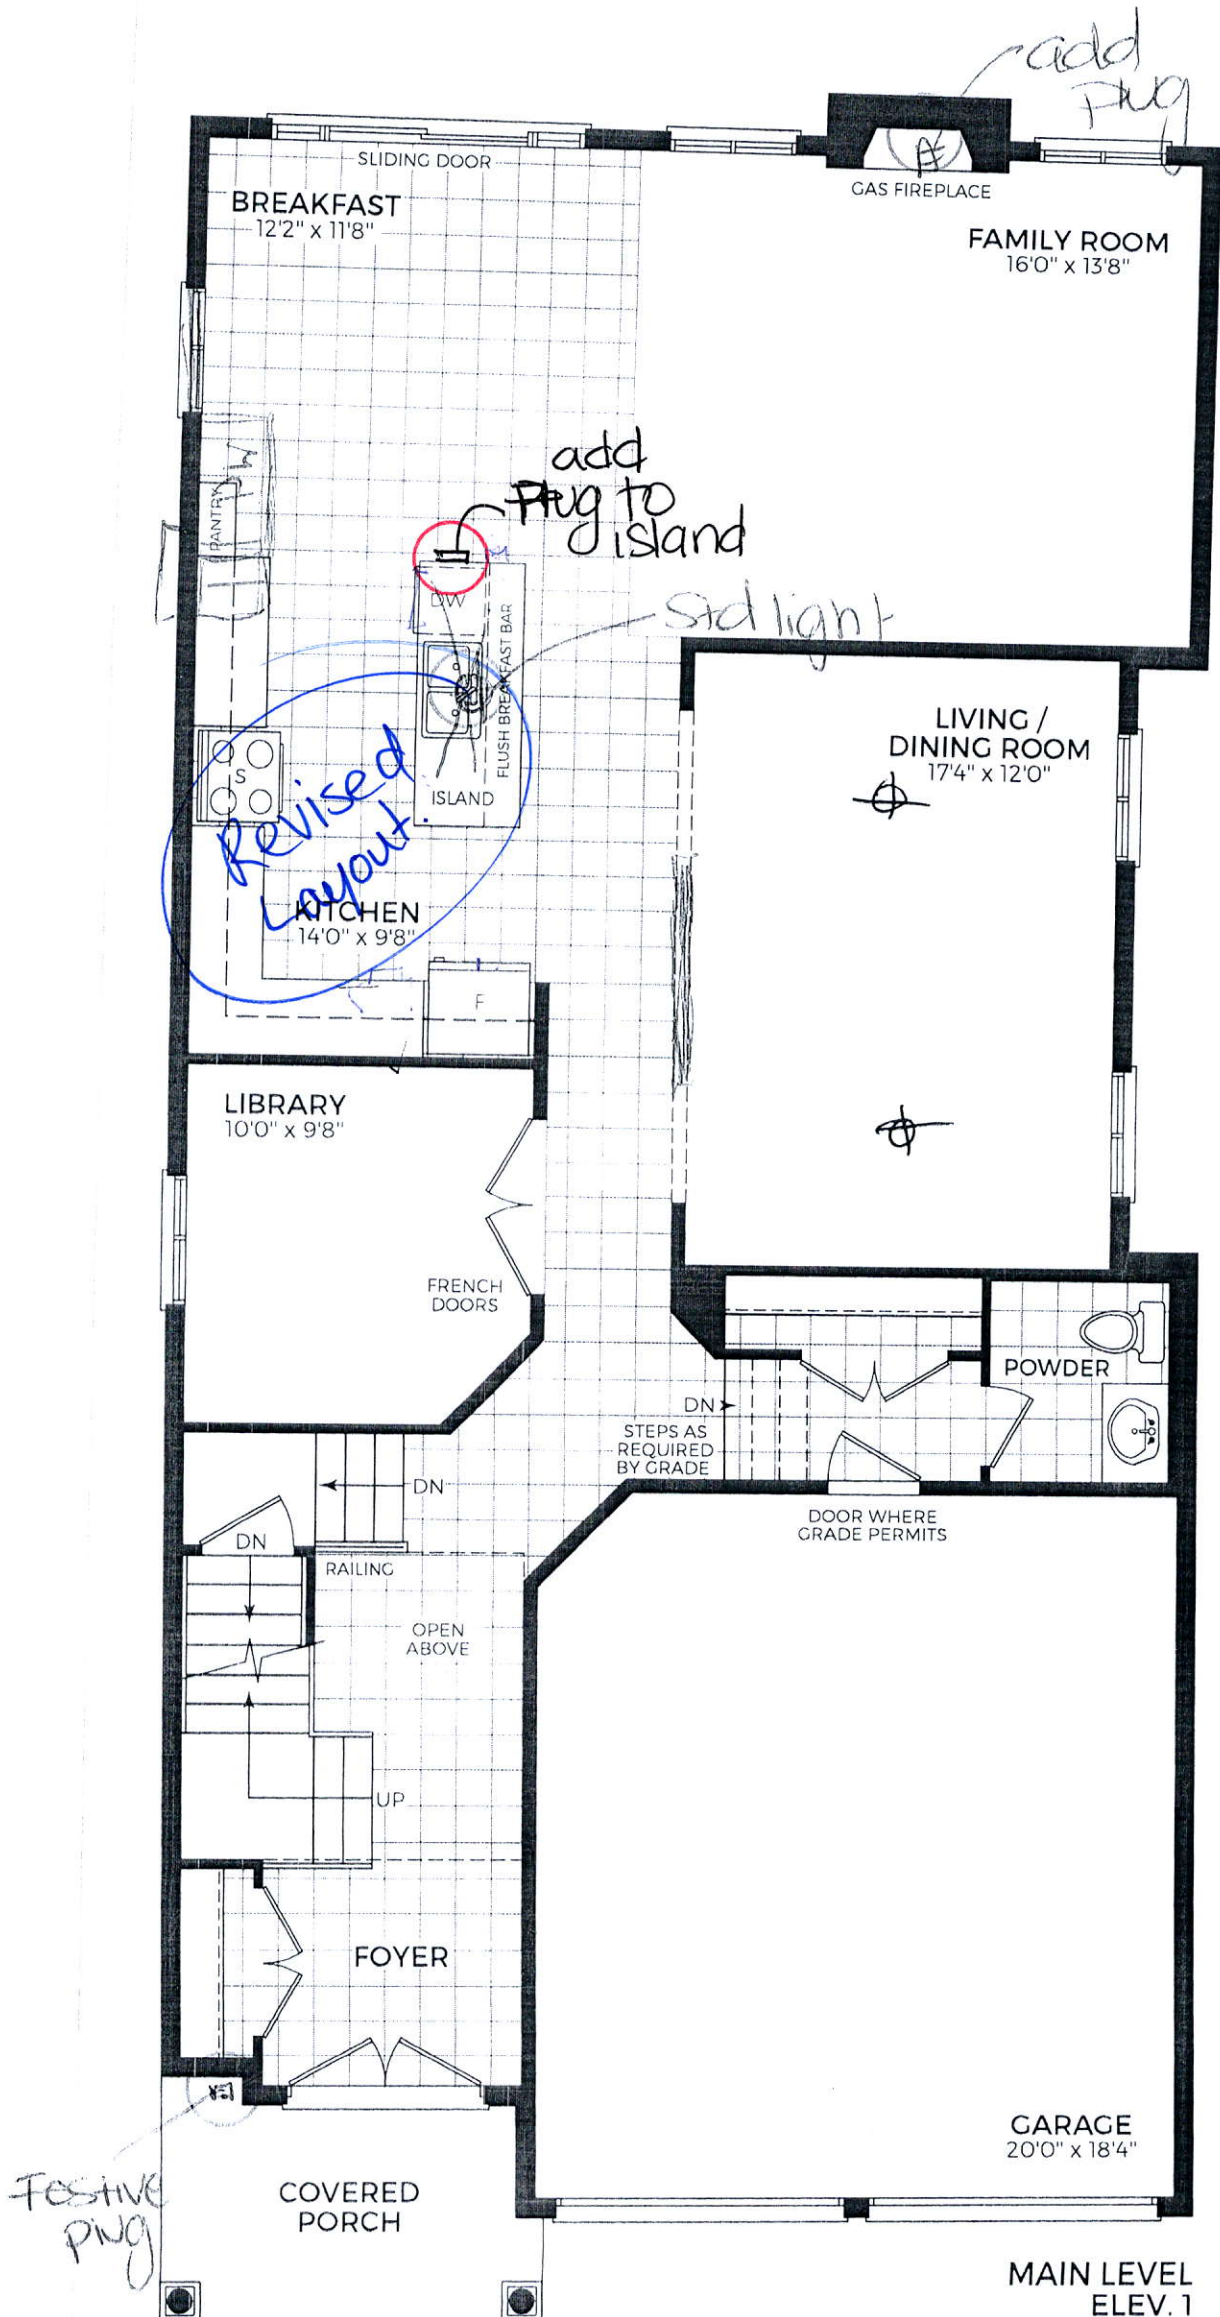 add
plug
SLIDING DOOR
GAS FIREPLACE
BREAKFAST
12'2" x 11'8"
FAMILY ROOM
16'0" x 13'8"
PANTRY
DW
add
Plug to
island
DW
Std light
FLUSH BREAKFAST BAR
ISLAND
S
Revised
Layout.
KITCHEN
14'0" x 9'8"
F
LIVING /
DINING ROOM
17'4" x 12'0"
LIBRARY
10'0" x 9'8"
FRENCH
DOORS
POWDER
DN
STEPS AS
REQUIRED
BY GRADE
DN
DOOR WHERE
GRADE PERMITS
DN
RAILING
OPEN
ABOVE
UP
FOYER
GARAGE
20'0" x 18'4"
Festive
plug
COVERED
PORCH
MAIN LEVEL
ELEV. 1